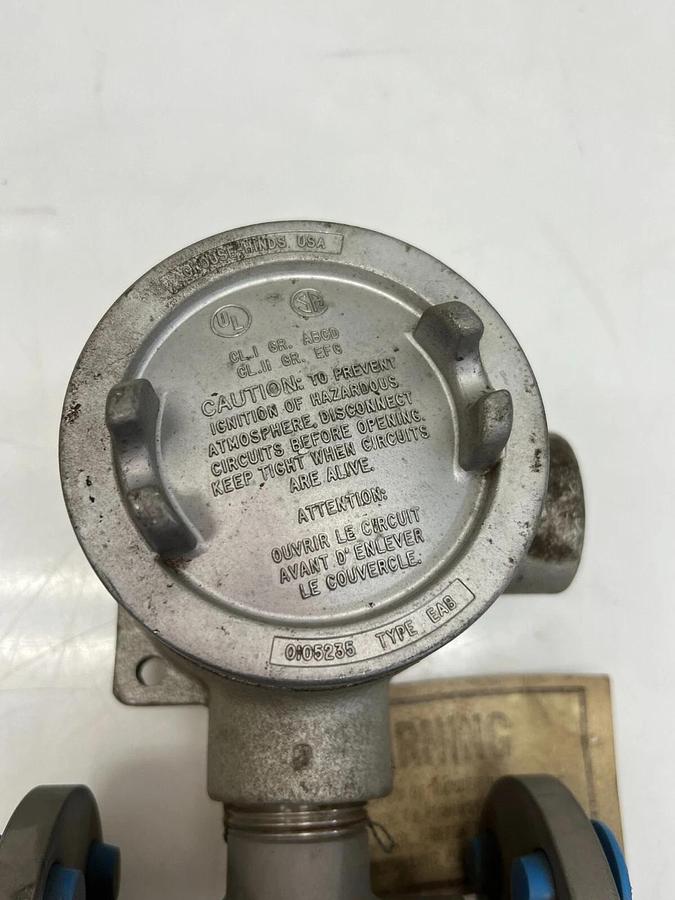 CROUSE-HINDS, USA
UL
SA
CL.I GR. ABCD
CL.II GR. EFG
CAUTION: TO PREVENT
IGNITION OF HAZARDOUS
ATMOSPHERE, DISCONNECT
CIRCUITS BEFORE OPENING.
KEEP TIGHT WHEN CIRCUITS
ARE ALIVE.
ATTENTION:
OUVRIR LE CIRCUIT
AVANT D'ENLEVER
LE COUVERCLE.
0105235 TYPE EAB
RNING